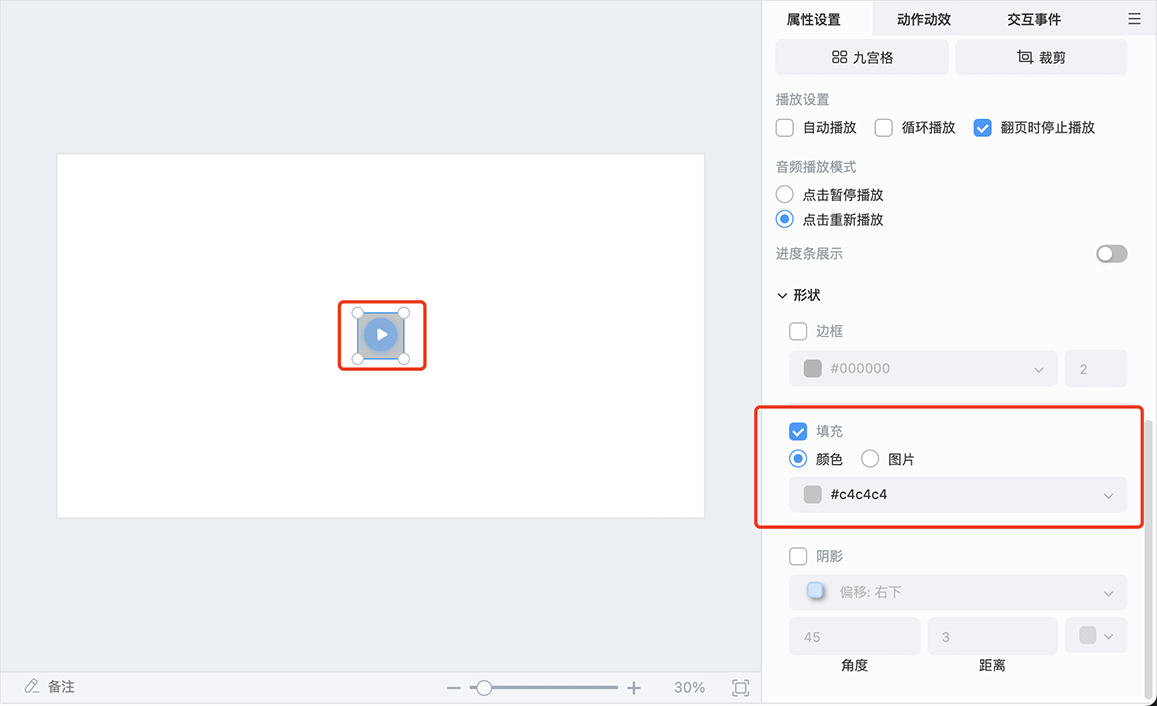 属性设置 动作动效 交互事件
九宫格 裁剪
播放设置
自动播放 循环播放 翻页时停止播放
音频播放模式
点击暂停播放
点击重新播放
进度条展示
形状
边框
#000000 2
填充
颜色 图片
#c4c4c4
阴影
偏移: 右下
45 3
角度 距离
备注 30%